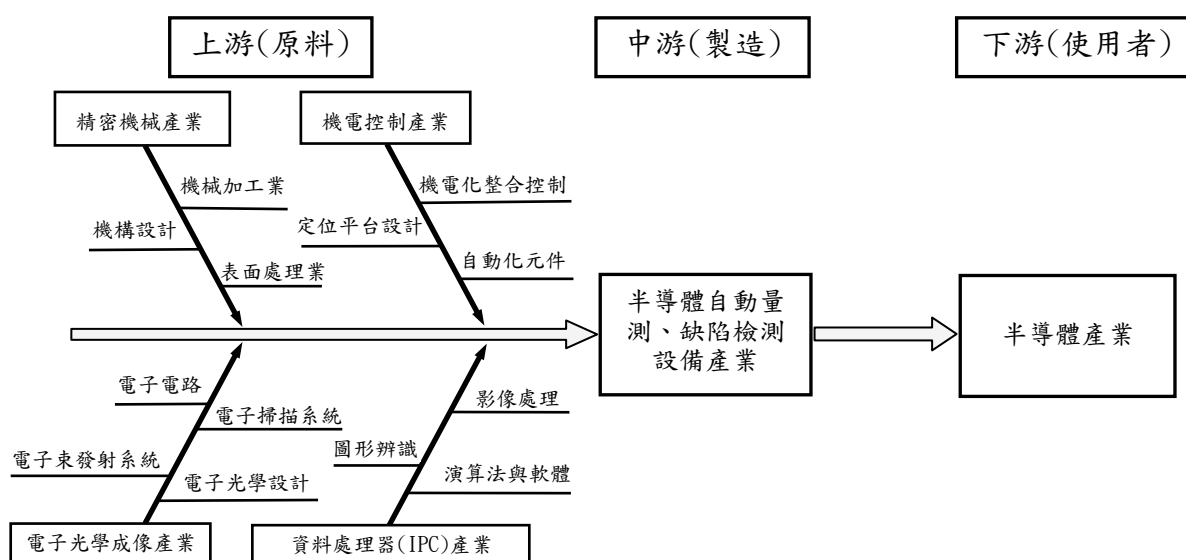 上游(原料)
中游(製造)
下游(使用者)
精密機械產業
機電控制產業
機械加工業
機電化整合控制
機構設計
定位平台設計
表面處理業
自動化元件
半導體自動量
測、缺陷檢測
設備產業
半導體產業
電子電路
影像處理
電子掃描系統
圖形辨識
電子束發射系統
演算法與軟體
電子光學設計
電子光學成像產業
資料處理器(IPC)產業